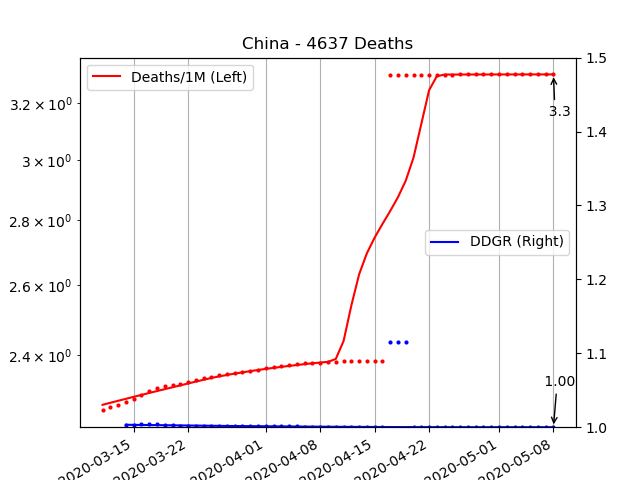 China - 4637 Deaths
Deaths/1M (Left)
DDGR (Right)
3.2 × 10⁰
3 × 10⁰
2.8 × 10⁰
2.6 × 10⁰
2.4 × 10⁰
1.5
1.4
1.3
1.2
1.1
1.0
3.3
1.00
2020-03-15
2020-03-22
2020-04-01
2020-04-08
2020-04-15
2020-04-22
2020-05-01
2020-05-08